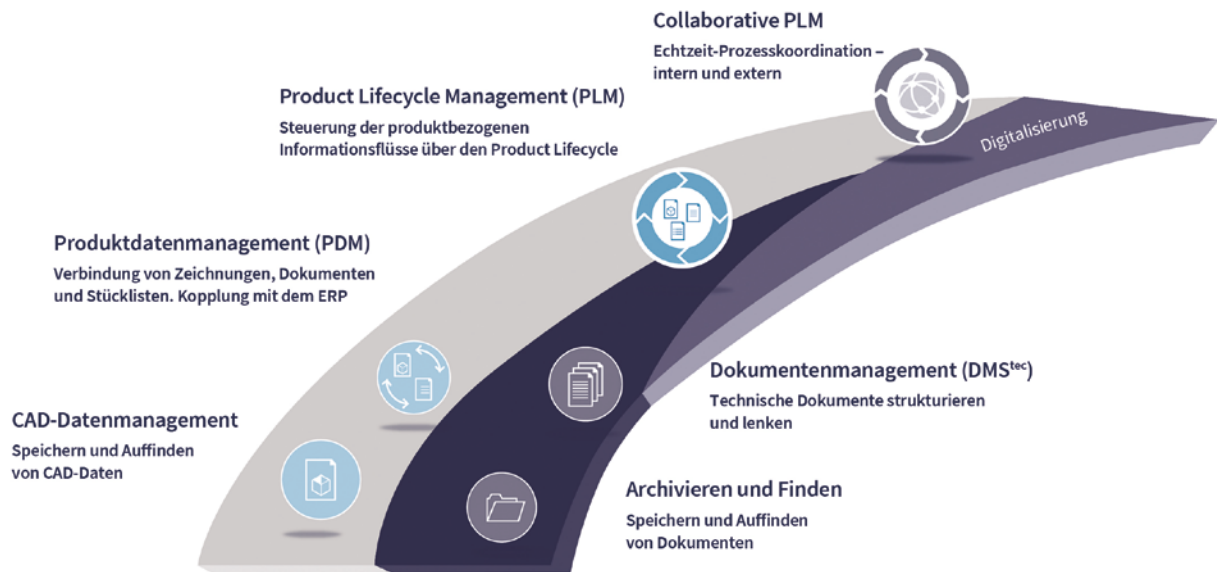 Collaborative PLM
Echtzeit-Prozesskoordination –
intern und extern
Product Lifecycle Management (PLM)
Steuerung der produktbezogenen
Informationsflüsse über den Product Lifecycle
Digitalisierung
Produktdatenmanagement (PDM)
Verbindung von Zeichnungen, Dokumenten
und Stücklisten. Kopplung mit dem ERP
Dokumentenmanagement (DMStec)
Technische Dokumente strukturieren
und lenken
CAD-Datenmanagement
Speichern und Auffinden
von CAD-Daten
Archivieren und Finden
Speichern und Auffinden
von Dokumenten